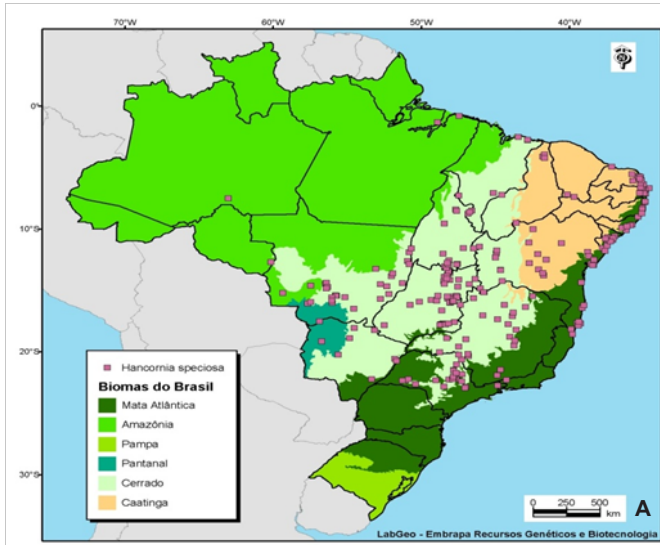 70°W 60°W 50°W 40°W
0°
10°S
20°S
30°S
Hancornia speciosa
Biomas do Brasil
Mata Atlântica
Amazônia
Pampa
Pantanal
Cerrado
Caatinga
0 250 500
km
A
LabGeo - Embrapa Recursos Genéticos e Biotecnologia